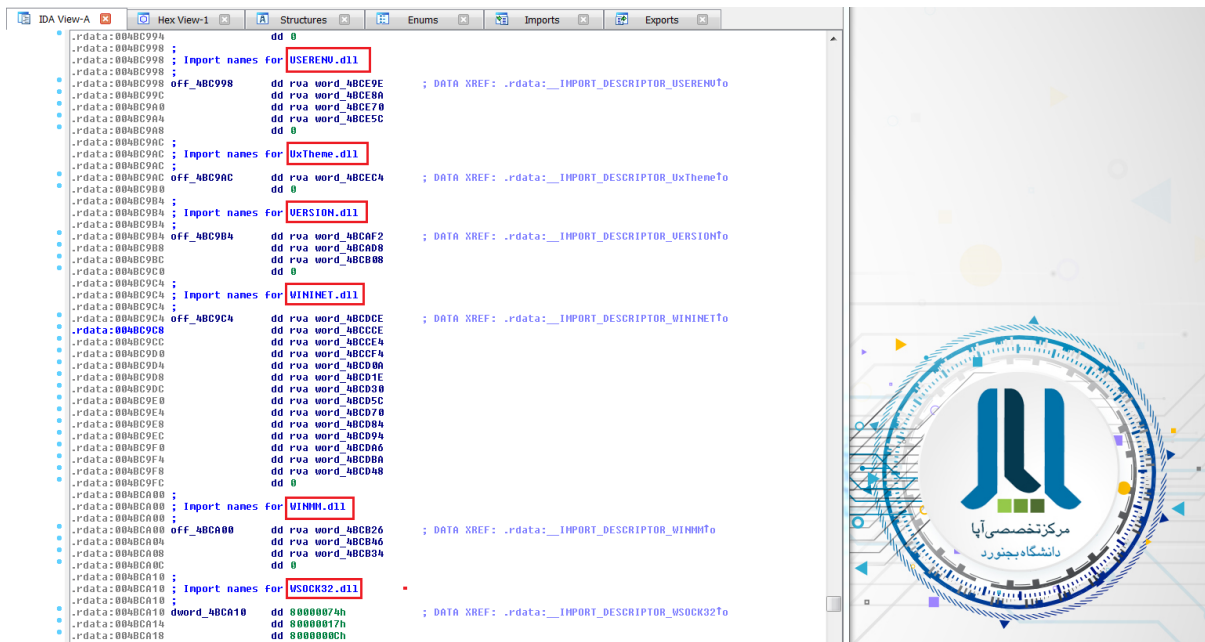 IDA View-A Hex View-1 Structures Enums Imports Exports
.rdata:004BC994 dd 0
.rdata:004BC998 ;
.rdata:004BC998 ; Import names for USERENV.dll
.rdata:004BC998 ;
.rdata:004BC998 off_4BC998 dd rva word_4BCE9E ; DATA XREF: .rdata:__IMPORT_DESCRIPTOR_USERENV↑o
.rdata:004BC99C dd rva word_4BCE8A
.rdata:004BC9A0 dd rva word_4BCE70
.rdata:004BC9A4 dd rva word_4BCE5C
.rdata:004BC9A8 dd 0
.rdata:004BC9AC ;
.rdata:004BC9AC ; Import names for UxTheme.dll
.rdata:004BC9AC ;
.rdata:004BC9AC off_4BC9AC dd rva word_4BCEC4 ; DATA XREF: .rdata:__IMPORT_DESCRIPTOR_UxTheme↑o
.rdata:004BC9B0 dd 0
.rdata:004BC9B4 ;
.rdata:004BC9B4 ; Import names for VERSION.dll
.rdata:004BC9B4 ;
.rdata:004BC9B4 off_4BC9B4 dd rva word_4BCAF2 ; DATA XREF: .rdata:__IMPORT_DESCRIPTOR_VERSION↑o
.rdata:004BC9B8 dd rva word_4BCAD8
.rdata:004BC9BC dd rva word_4BCB08
.rdata:004BC9C0 dd 0
.rdata:004BC9C4 ;
.rdata:004BC9C4 ; Import names for WININET.dll
.rdata:004BC9C4 ;
.rdata:004BC9C4 off_4BC9C4 dd rva word_4BCDCE ; DATA XREF: .rdata:__IMPORT_DESCRIPTOR_WININET↑o
.rdata:004BC9C8 dd rva word_4BCCCE
.rdata:004BC9CC dd rva word_4BCCE4
.rdata:004BC9D0 dd rva word_4BCCF4
.rdata:004BC9D4 dd rva word_4BCD0A
.rdata:004BC9D8 dd rva word_4BCD1E
.rdata:004BC9DC dd rva word_4BCD30
.rdata:004BC9E0 dd rva word_4BCD5C
.rdata:004BC9E4 dd rva word_4BCD70
.rdata:004BC9E8 dd rva word_4BCD84
.rdata:004BC9EC dd rva word_4BCD94
.rdata:004BC9F0 dd rva word_4BCDA6
.rdata:004BC9F4 dd rva word_4BCDBA
.rdata:004BC9F8 dd rva word_4BCD48
.rdata:004BC9FC dd 0
.rdata:004BCA00 ;
.rdata:004BCA00 ; Import names for WINMM.dll
.rdata:004BCA00 ;
.rdata:004BCA00 off_4BCA00 dd rva word_4BCB26 ; DATA XREF: .rdata:__IMPORT_DESCRIPTOR_WINMM↑o
.rdata:004BCA04 dd rva word_4BCB46
.rdata:004BCA08 dd rva word_4BCB34
.rdata:004BCA0C dd 0
.rdata:004BCA10 ;
.rdata:004BCA10 ; Import names for WSOCK32.dll
.rdata:004BCA10 ;
.rdata:004BCA10 dword_4BCA10 dd 80000074h ; DATA XREF: .rdata:__IMPORT_DESCRIPTOR_WSOCK32↑o
.rdata:004BCA14 dd 80000017h
.rdata:004BCA18 dd 8000000Ch
مرکز تخصصی آپا
دانشگاه بجنورد